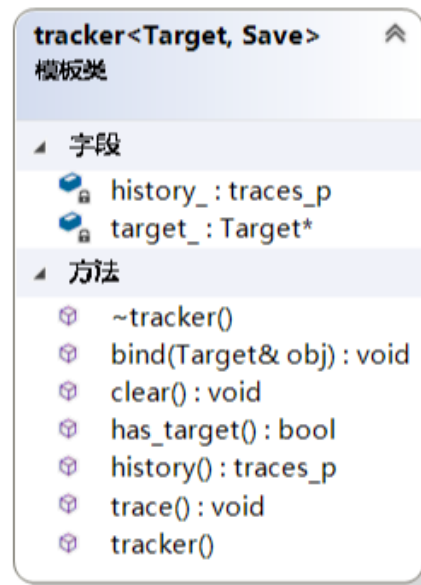 tracker<Target, Save>
模板类
字段
history_ : traces_p
target_ : Target*
方法
~tracker()
bind(Target& obj) : void
clear() : void
has_target() : bool
history() : traces_p
trace() : void
tracker()